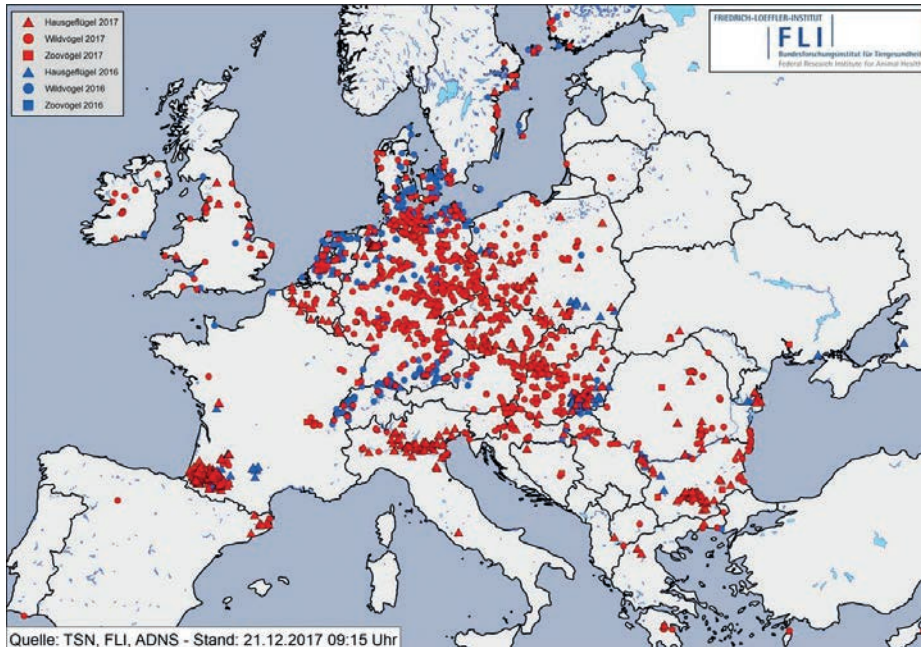 Hausgeflügel 2017
Wildvögel 2017
Zoovögel 2017
Hausgeflügel 2016
Wildvögel 2016
Zoovögel 2016
FRIEDRICH-LOEFFLER-INSTITUT
FLI
Bundesforschungsinstitut für Tiergesundheit
Federal Research Institute for Animal Health
Quelle: TSN, FLI, ADNS - Stand: 21.12.2017 09:15 Uhr